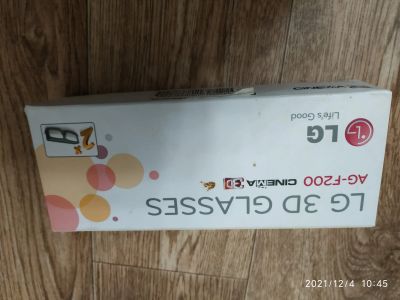 LG 3D GLASSES
AG-F200 CINEMA 3D
LG
Life's Good
2x
2021/12/4 10:45